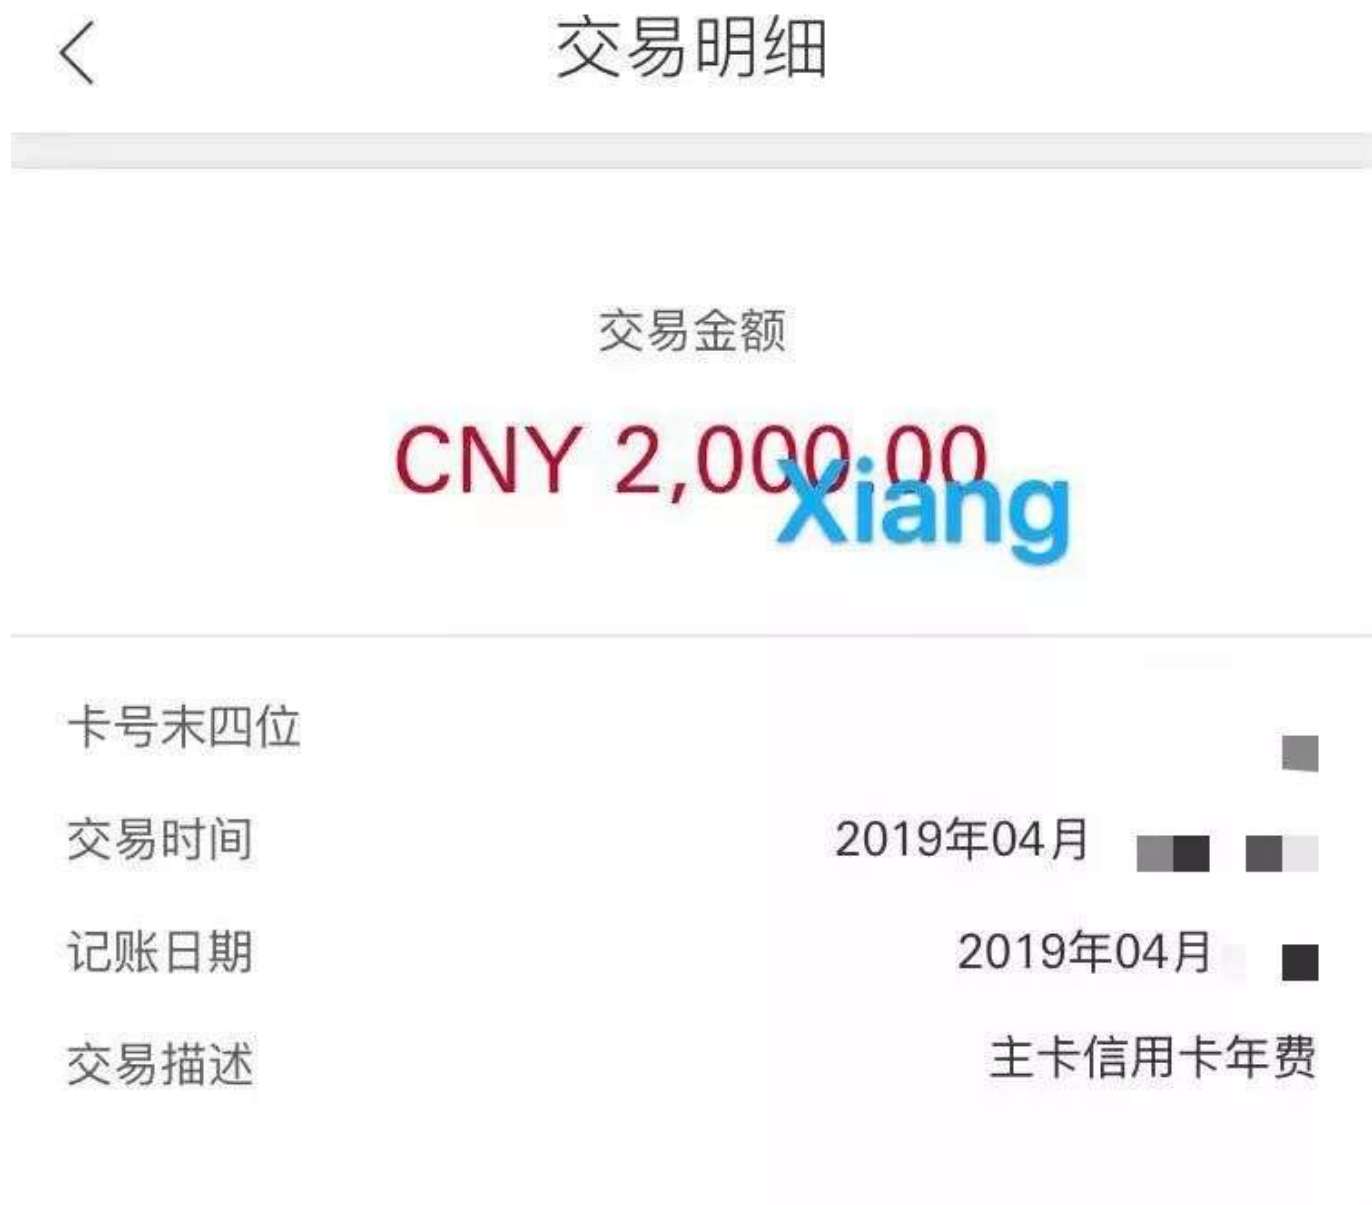 交易明细
交易金额
CNY 2,000.00
Xiang
卡号末四位
交易时间 2019年04月
记账日期 2019年04月
交易描述 主卡信用卡年费